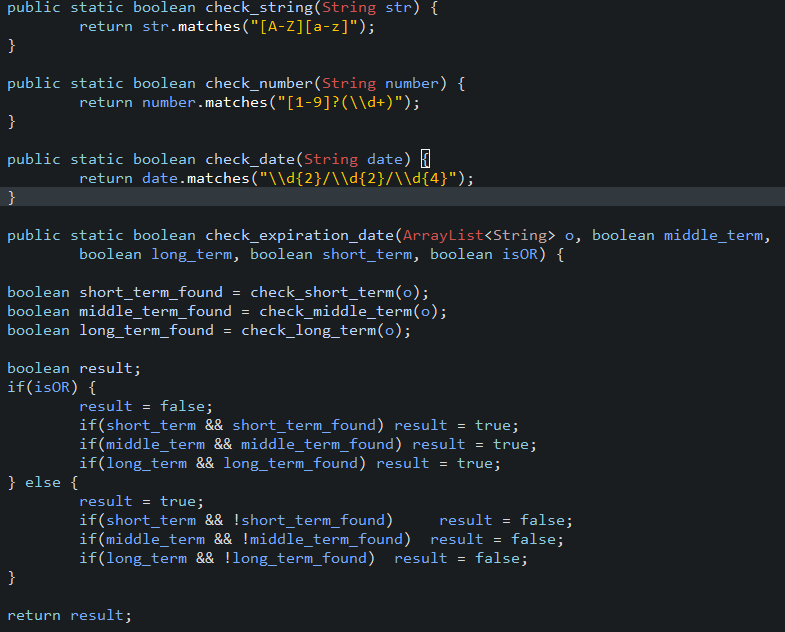 public static boolean check_string(String str) {
        return str.matches("[A-Z][a-z]");
}

public static boolean check_number(String number) {
        return number.matches("[1-9]?(\\d+)");
}

public static boolean check_date(String date) {
        return date.matches("\\d{2}/\\d{2}/\\d{4}");
}

public static boolean check_expiration_date(ArrayList<String> o, boolean middle_term,
        boolean long_term, boolean short_term, boolean isOR) {

boolean short_term_found = check_short_term(o);
boolean middle_term_found = check_middle_term(o);
boolean long_term_found = check_long_term(o);

boolean result;
if(isOR) {
        result = false;
        if(short_term && short_term_found) result = true;
        if(middle_term && middle_term_found) result = true;
        if(long_term && long_term_found) result = true;
} else {
        result = true;
        if(short_term && !short_term_found)     result = false;
        if(middle_term && !middle_term_found)  result = false;
        if(long_term && !long_term_found)  result = false;
}

return result;